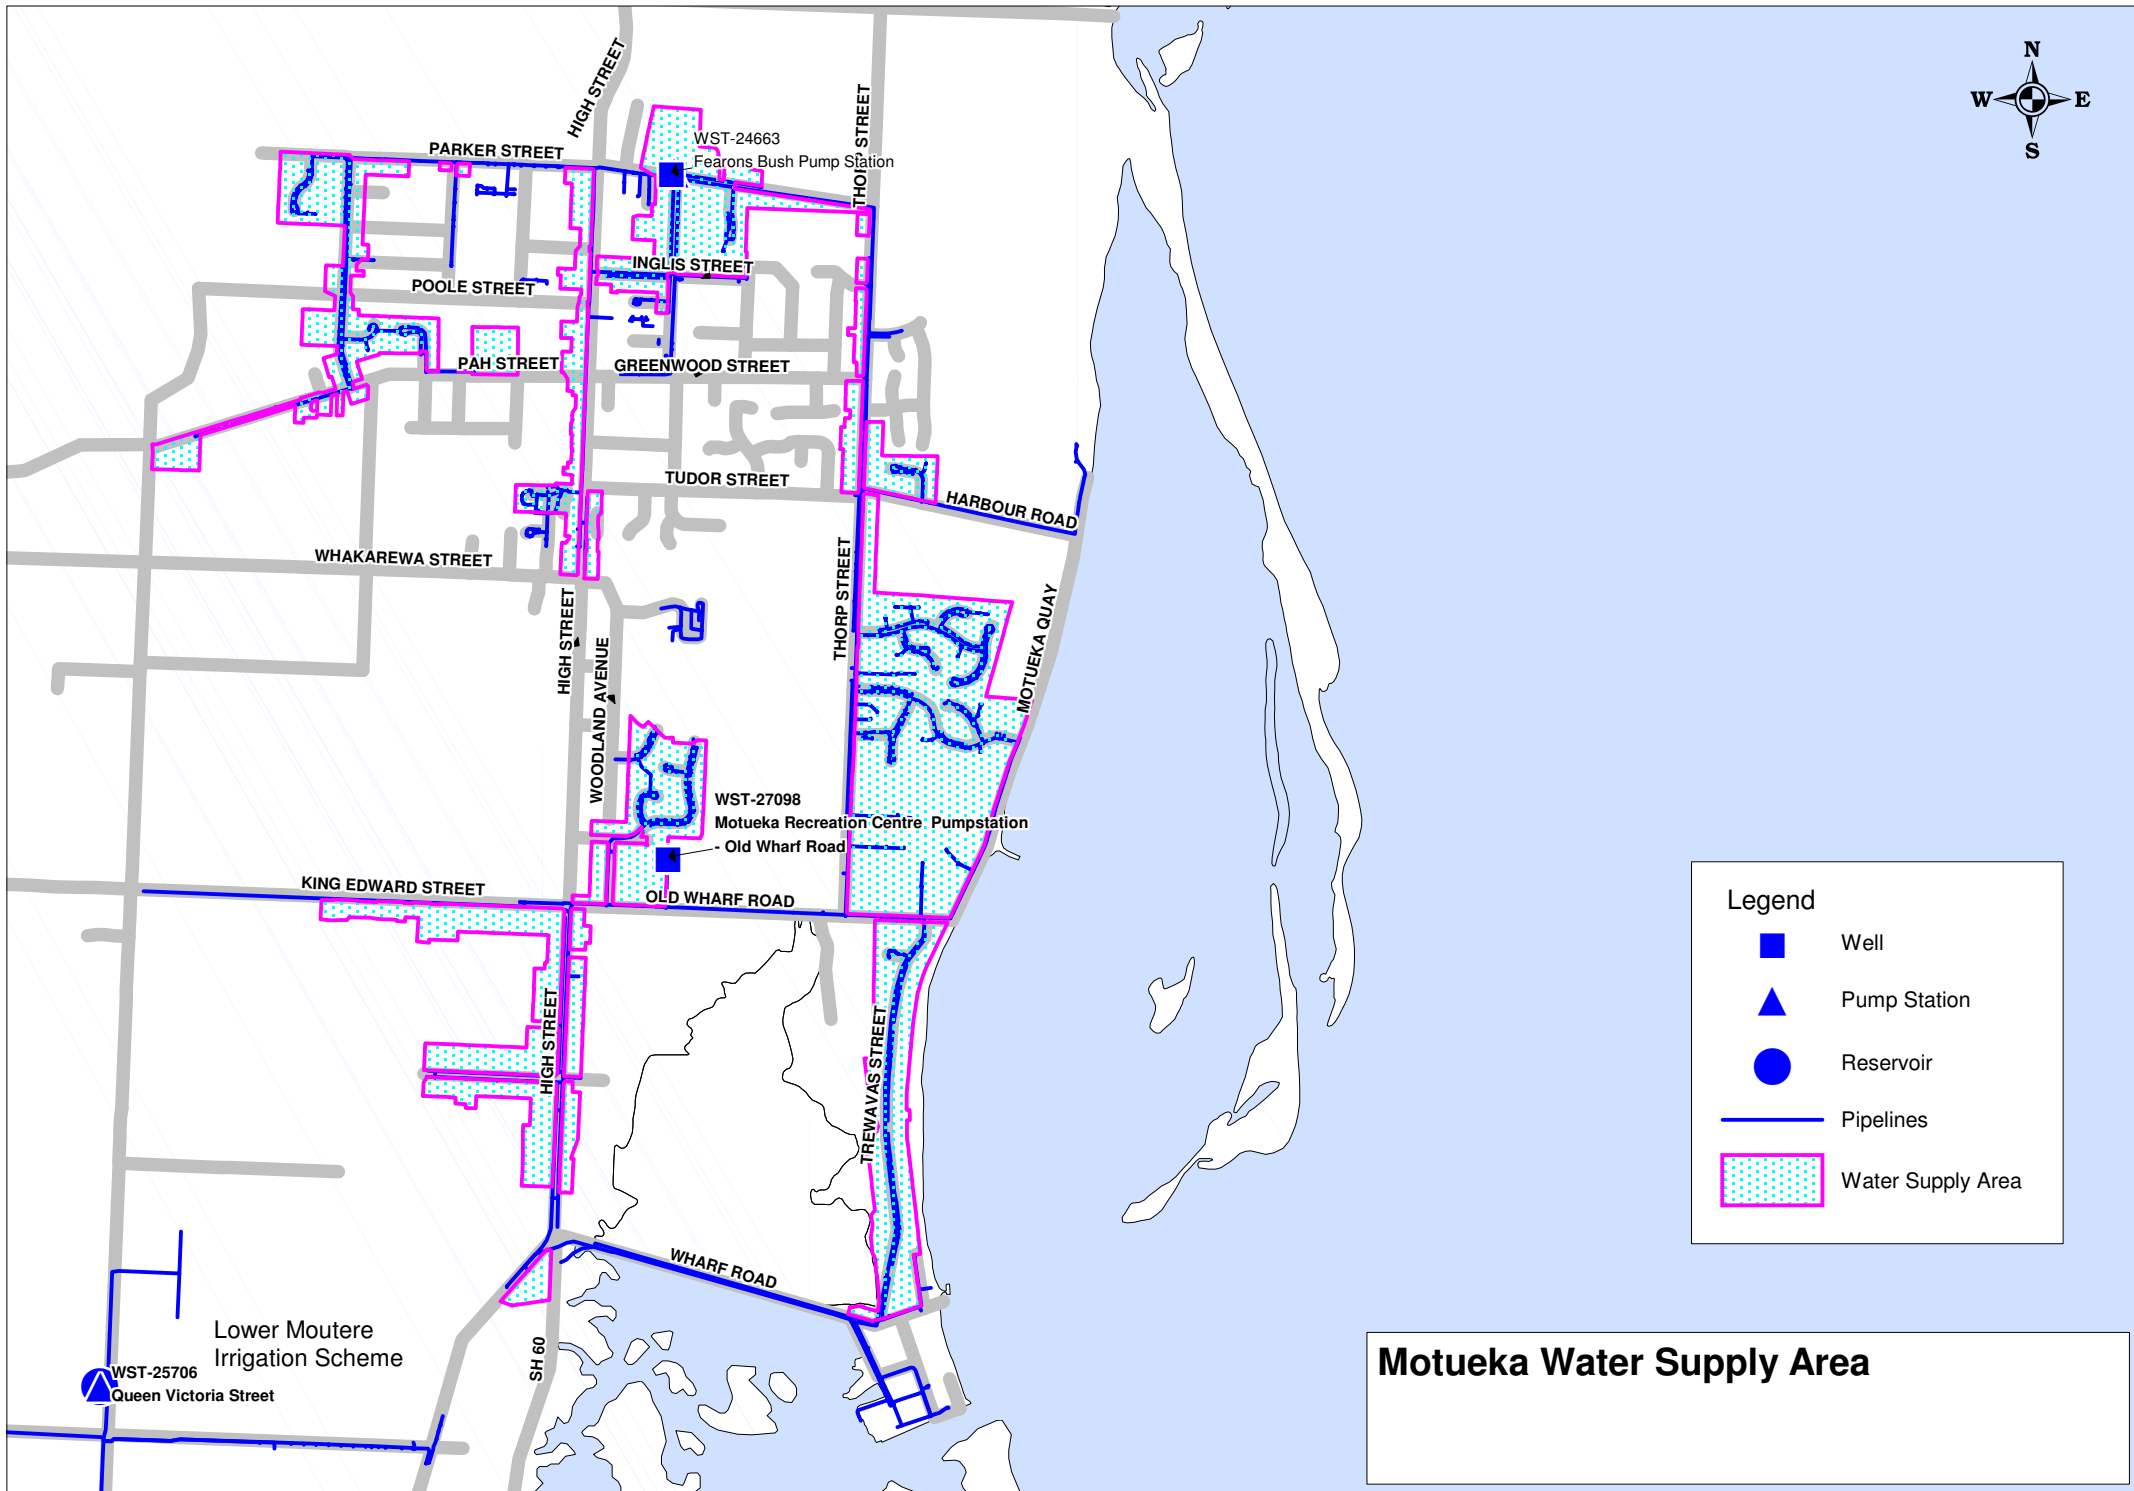 N
W E
S
HIGH STREET
THORP STREET
PARKER STREET
WST-24663
Fearons Bush Pump Station
INGLIS STREET
POOLE STREET
PAH STREET
GREENWOOD STREET
TUDOR STREET
HARBOUR ROAD
WHAKAREWA STREET
HIGH STREET
WOODLAND AVENUE
THORP STREET
MOTUEKA QUAY
WST-27098
Motueka Recreation Centre Pumpstation
- Old Wharf Road
KING EDWARD STREET
OLD WHARF ROAD
HIGH STREET
TREWAVAS STREET
WHARF ROAD
SH 60
Lower Moutere
Irrigation Scheme
WST-25706
Queen Victoria Street
Legend
Well
Pump Station
Reservoir
Pipelines
Water Supply Area
Motueka Water Supply Area